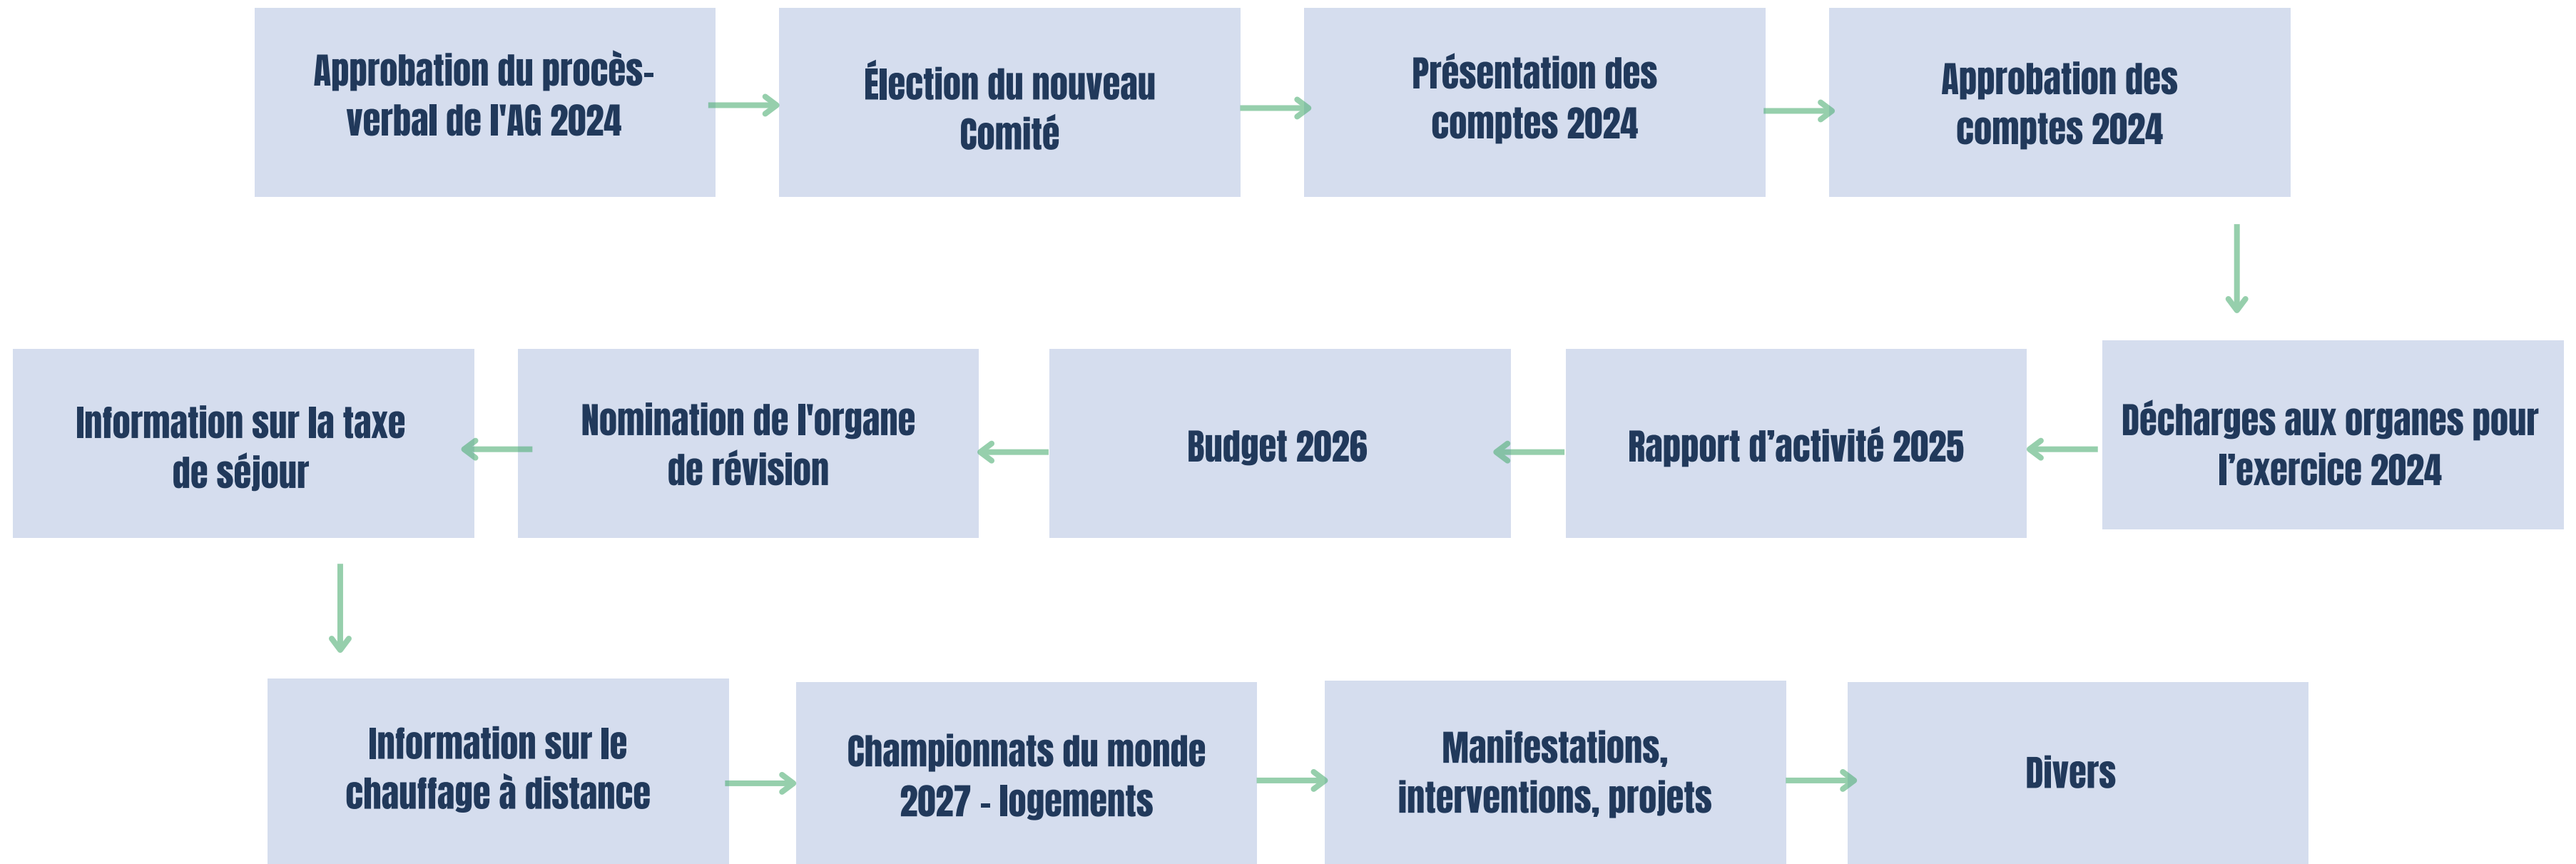 Approbation du procès-
verbal de l'AG 2024
Élection du nouveau
Comité
Présentation des
comptes 2024
Approbation des
comptes 2024
Décharges aux organes pour
l’exercice 2024
Rapport d’activité 2025
Budget 2026
Nomination de l'organe
de révision
Information sur la taxe
de séjour
Information sur le
chauffage à distance
Championnats du monde
2027 - logements
Manifestations,
interventions, projets
Divers